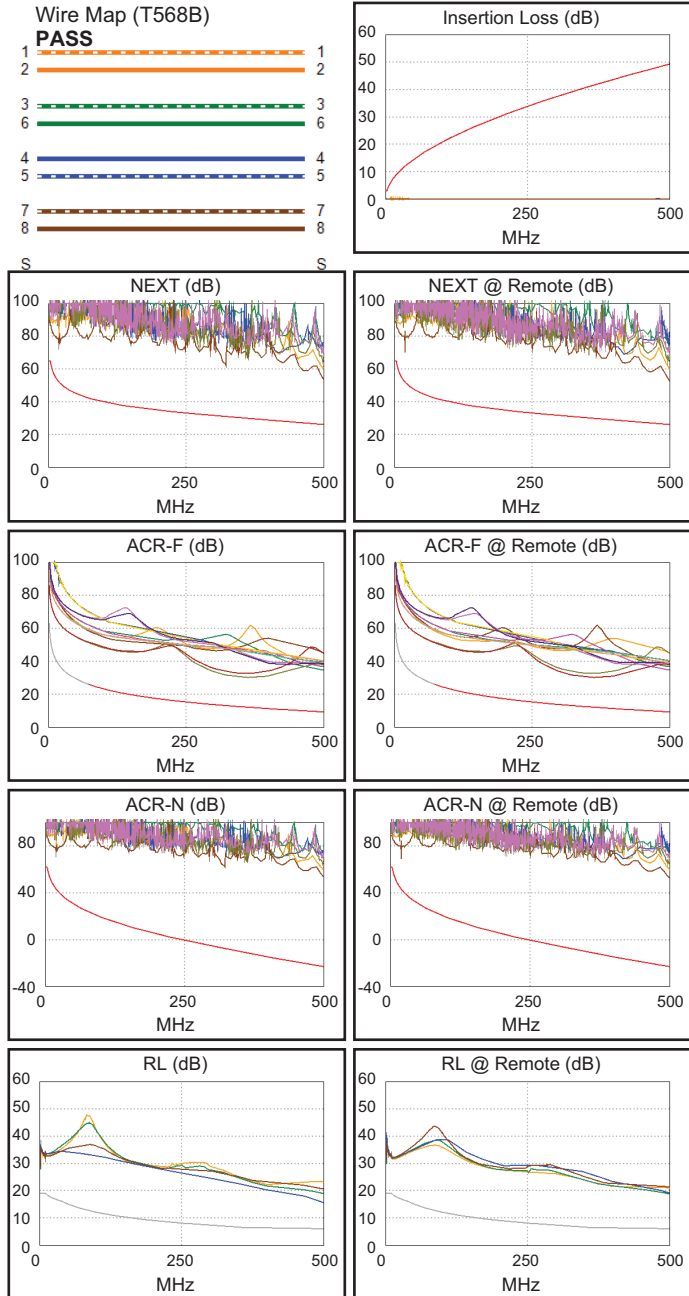 Wire Map (T568B)
PASS
1 1
2 2
3 3
6 6
4 4
5 5
7 7
8 8
S S
Insertion Loss (dB)
60
50
40
30
20
10
0
0 250 500
MHz
NEXT (dB)
100
80
60
40
20
0
0 250 500
MHz
NEXT @ Remote (dB)
100
80
60
40
20
0
0 250 500
MHz
ACR-F (dB)
100
80
60
40
20
0
0 250 500
MHz
ACR-F @ Remote (dB)
100
80
60
40
20
0
0 250 500
MHz
ACR-N (dB)
80
40
0
-40
0 250 500
MHz
ACR-N @ Remote (dB)
80
40
0
-40
0 250 500
MHz
RL (dB)
60
50
40
30
20
10
0
0 250 500
MHz
RL @ Remote (dB)
60
50
40
30
20
10
0
0 250 500
MHz